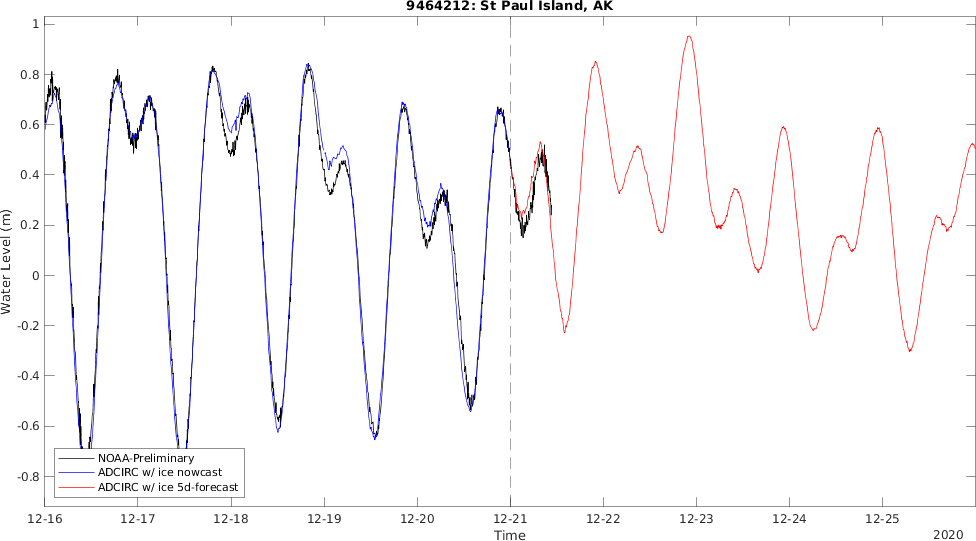 9464212: St Paul Island, AK
1
0.8
0.6
0.4
0.2
0
-0.2
-0.4
-0.6
-0.8
Water Level (m)
NOAA-Preliminary
ADCIRC w/ ice nowcast
ADCIRC w/ ice 5d-forecast
12-16 12-17 12-18 12-19 12-20 12-21 12-22 12-23 12-24 12-25
Time
2020